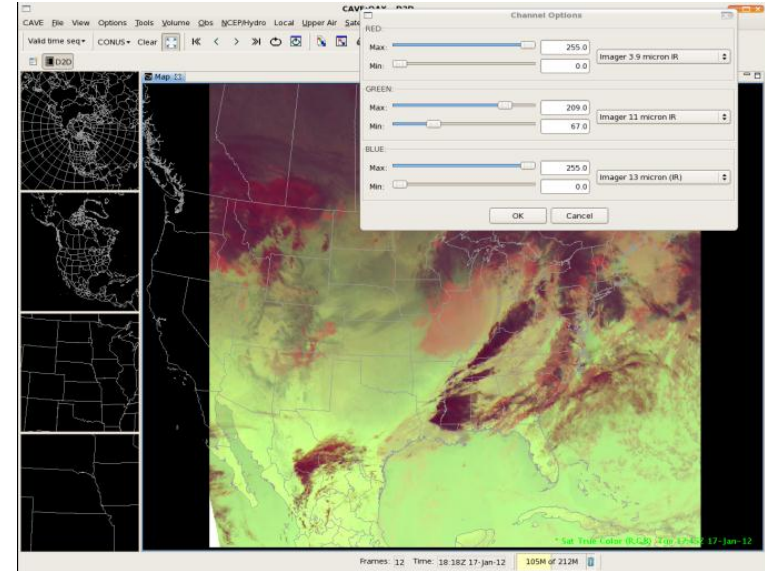 CAVE:OAX - D2D
CAVE File View Options Tools Volume Obs NCEP/Hydro Local Upper Air
Valid time seq CONUS Clear
D2D
Map
Channel Options
RED:
Max: 255.0
Imager 3.9 micron IR
Min: 0.0
GREEN:
Max: 209.0
Imager 11 micron IR
Min: 67.0
BLUE:
Max: 255.0
Imager 13 micron (IR)
Min: 0.0
OK Cancel
* Sat True Color (R,G,B) Tue 17-Jan-12
Frames: 12 Time: 18:18Z 17-Jan-12 105M of 212M